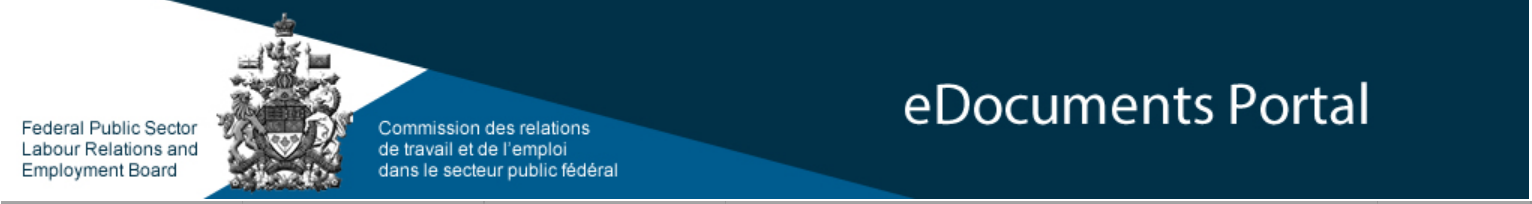 Federal Public Sector
Labour Relations and
Employment Board
Commission des relations
de travail et de l'emploi
dans le secteur public fédéral
eDocuments Portal